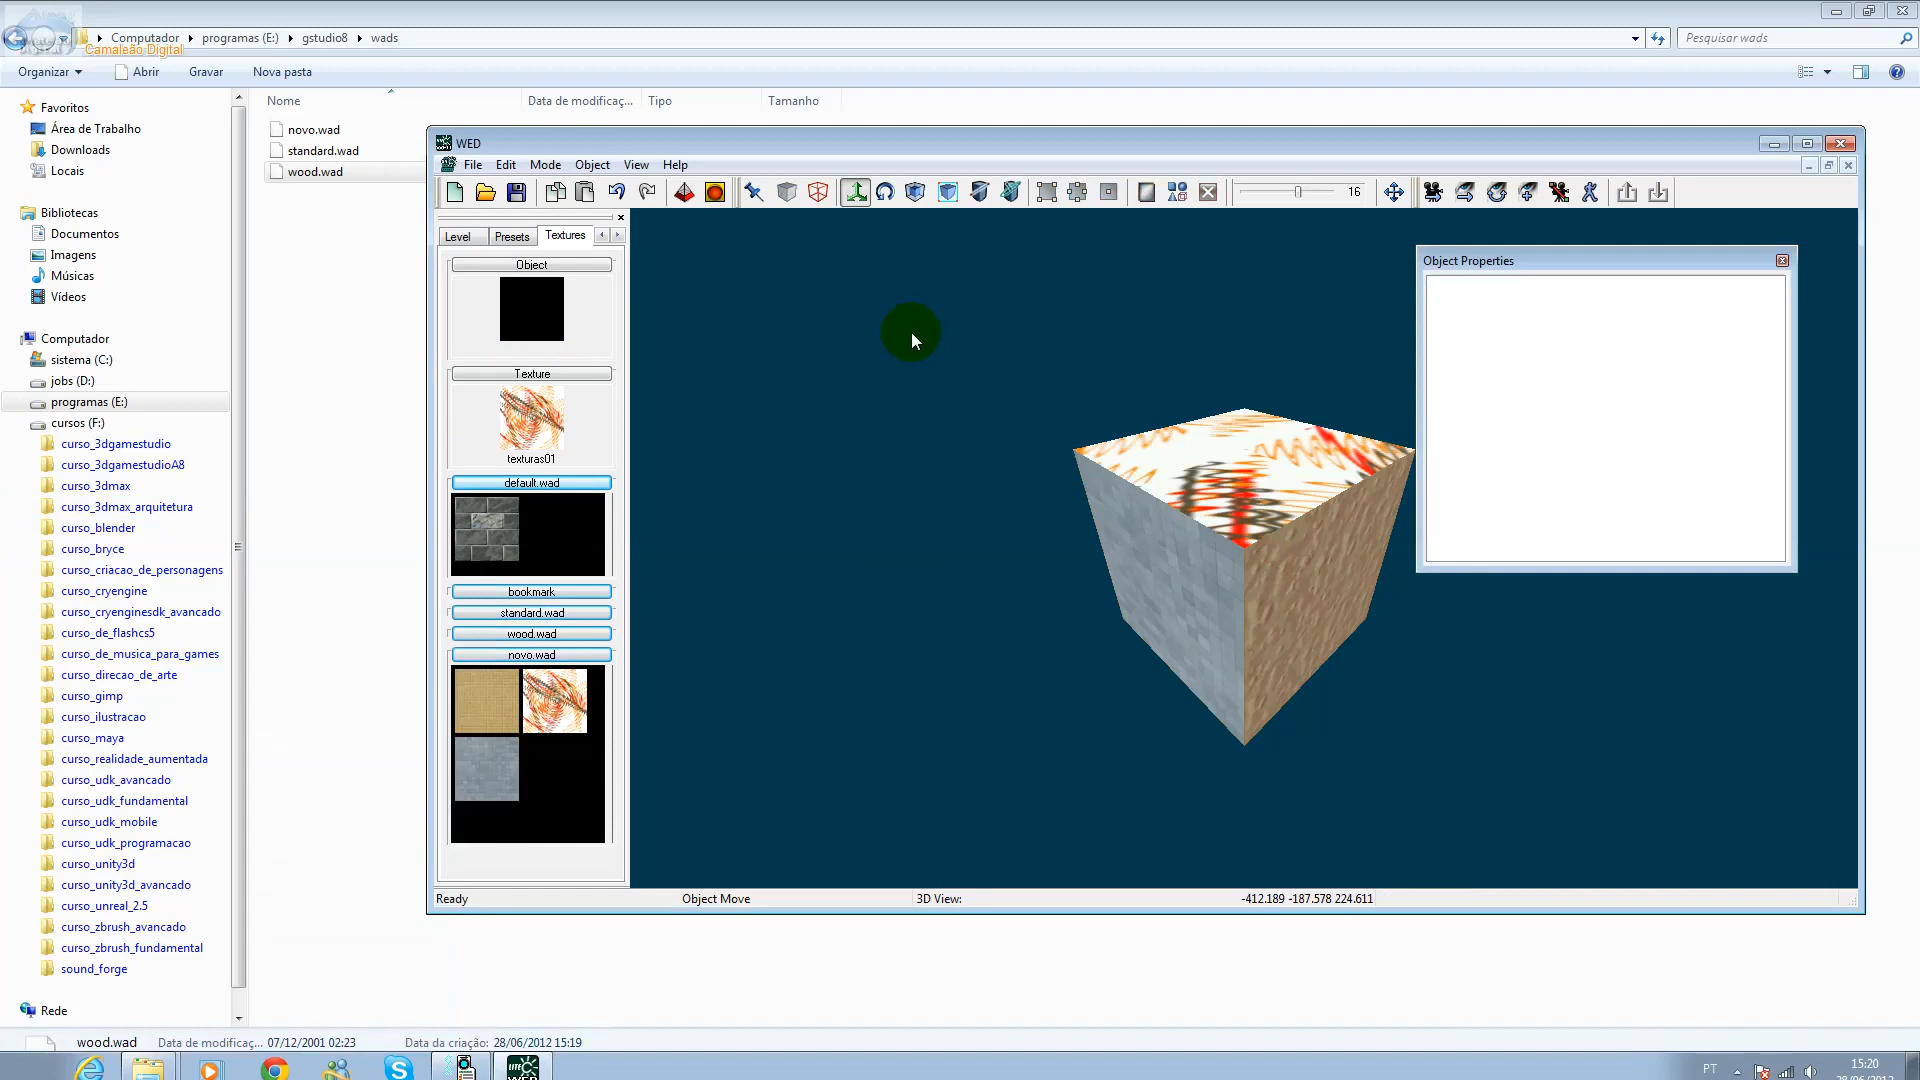 Computador
programas (E:)
gstudio8
wads
Pesquisar wads
Camaleão Digital
Organizar
Abrir
Gravar
Nova pasta
Favoritos
Área de Trabalho
Downloads
Locais
Bibliotecas
Documentos
Imagens
Músicas
Vídeos
Computador
sistema (C:)
jobs (D:)
programas (E:)
cursos (F:)
curso_3dgamestudio
curso_3dgamestudioA8
curso_3dmax
curso_3dmax_arquitetura
curso_blender
curso_bryce
curso_criacao_de_personagens
curso_cryengine
curso_cryenginesdk_avancado
curso_de_flashcs5
curso_de_musica_para_games
curso_direcao_de_arte
curso_gimp
curso_ilustracao
curso_maya
curso_realidade_aumentada
curso_udk_avancado
curso_udk_fundamental
curso_udk_mobile
curso_udk_programacao
curso_unity3d
curso_unity3d_avancado
curso_unreal_2.5
curso_zbrush_avancado
curso_zbrush_fundamental
sound_forge
Rede
Nome
Data de modificaç...
Tipo
Tamanho
novo.wad
standard.wad
wood.wad
WED
File
Edit
Mode
Object
View
Help
16
Level
Presets
Textures
Object
Texture
texturas01
default.wad
bookmark
standard.wad
wood.wad
novo.wad
Object Properties
Ready
Object Move
3D View:
-412.189 -187.578 224.611
wood.wad
Data de modificaç... 07/12/2001 02:23
Data da criação: 28/06/2012 15:19
LITE-C
WED
PT
15:20
28/06/2012